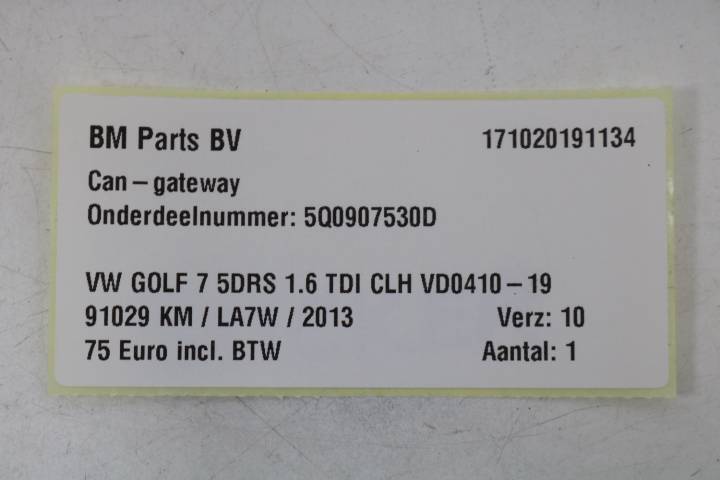 BM Parts BV 171020191134
Can-gateway
Onderdeelnummer: 5Q0907530D
VW GOLF 7 5DRS 1.6 TDI CLH VD0410-19
91029 KM / LA7W / 2013 Verz: 10
75 Euro incl. BTW Aantal: 1